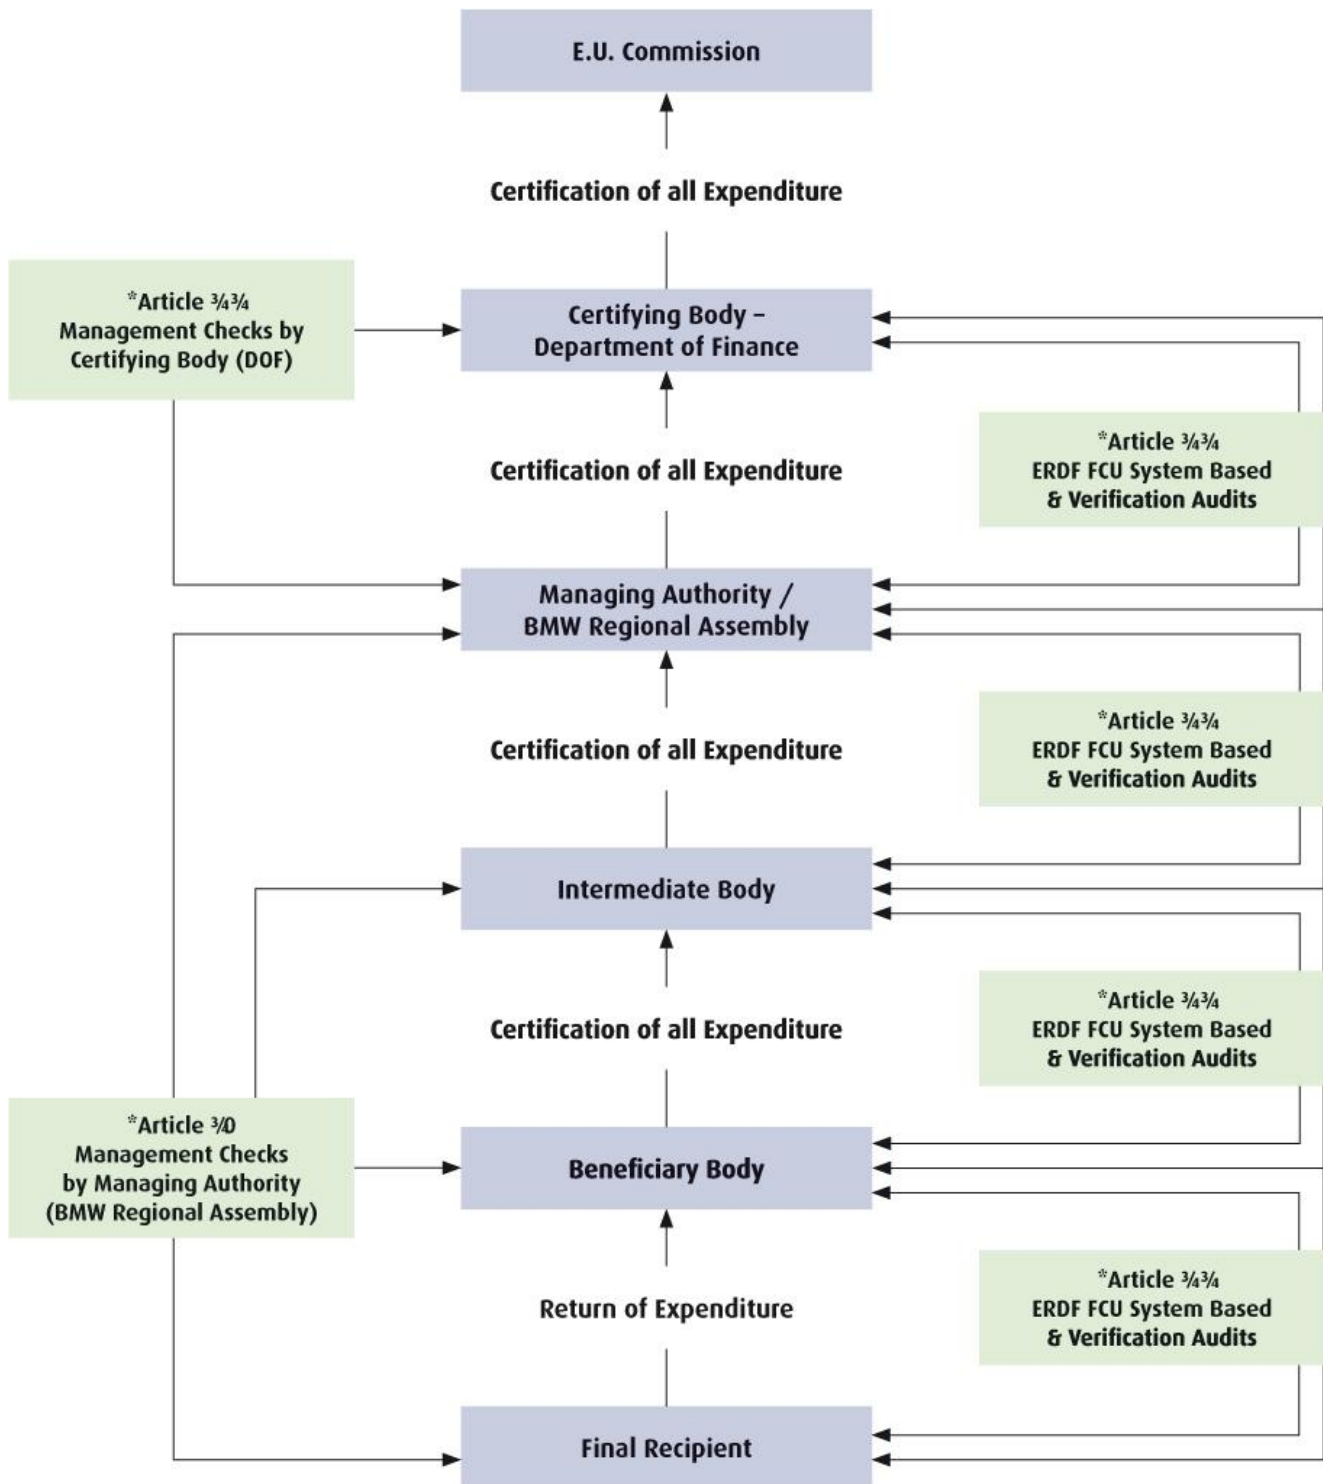 E.U. Commission
Certification of all Expenditure
*Article ¾¾
Management Checks by
Certifying Body (DOF)
Certifying Body –
Department of Finance
*Article ¾¾
ERDF FCU System Based
& Verification Audits
Certification of all Expenditure
Managing Authority /
BMW Regional Assembly
*Article ¾¾
ERDF FCU System Based
& Verification Audits
Certification of all Expenditure
Intermediate Body
*Article ¾¾
ERDF FCU System Based
& Verification Audits
Certification of all Expenditure
*Article ¾0
Management Checks
by Managing Authority
(BMW Regional Assembly)
Beneficiary Body
*Article ¾¾
ERDF FCU System Based
& Verification Audits
Return of Expenditure
Final Recipient